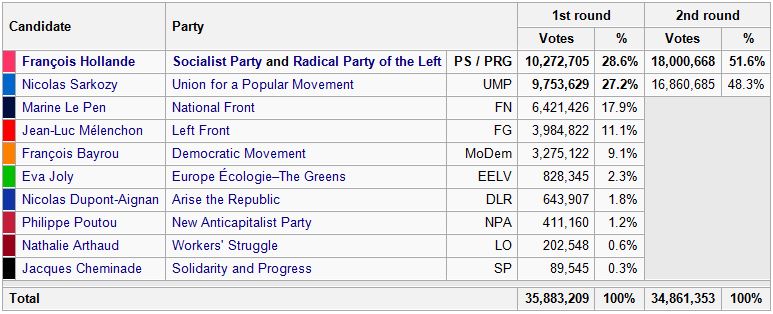 Candidate Party 1st round 2nd round
Votes % Votes %
François Hollande Socialist Party and Radical Party of the Left PS / PRG 10,272,705 28.6% 18,000,668 51.6%
Nicolas Sarkozy Union for a Popular Movement UMP 9,753,629 27.2% 16,860,685 48.3%
Marine Le Pen National Front FN 6,421,426 17.9%
Jean-Luc Mélenchon Left Front FG 3,984,822 11.1%
François Bayrou Democratic Movement MoDem 3,275,122 9.1%
Eva Joly Europe Écologie–The Greens EELV 828,345 2.3%
Nicolas Dupont-Aignan Arise the Republic DLR 643,907 1.8%
Philippe Poutou New Anticapitalist Party NPA 411,160 1.2%
Nathalie Arthaud Workers' Struggle LO 202,548 0.6%
Jacques Cheminade Solidarity and Progress SP 89,545 0.3%
Total 35,883,209 100% 34,861,353 100%